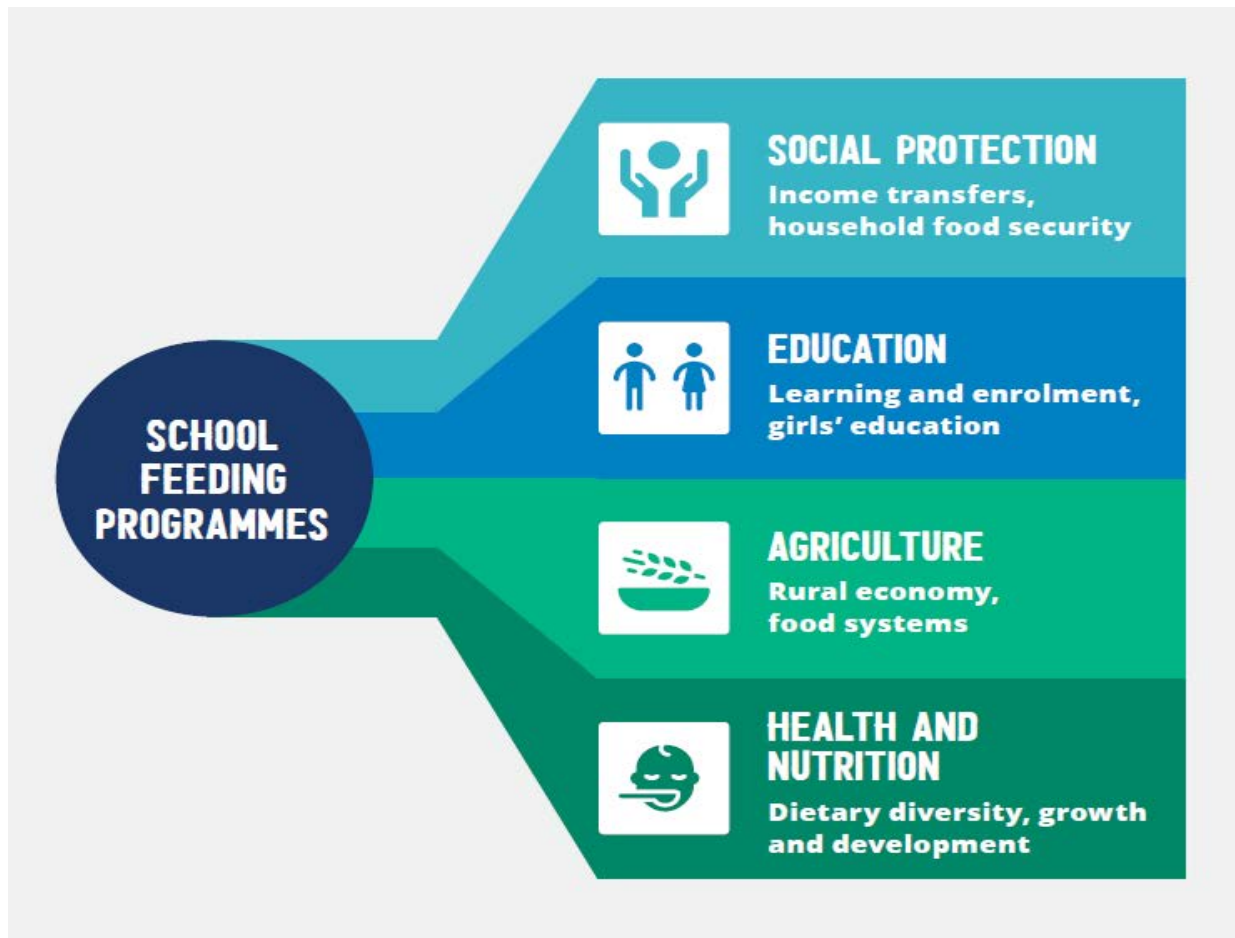 SCHOOL
FEEDING
PROGRAMMES
SOCIAL PROTECTION
Income transfers,
household food security
EDUCATION
Learning and enrolment,
girls’ education
AGRICULTURE
Rural economy,
food systems
HEALTH AND
NUTRITION
Dietary diversity, growth
and development